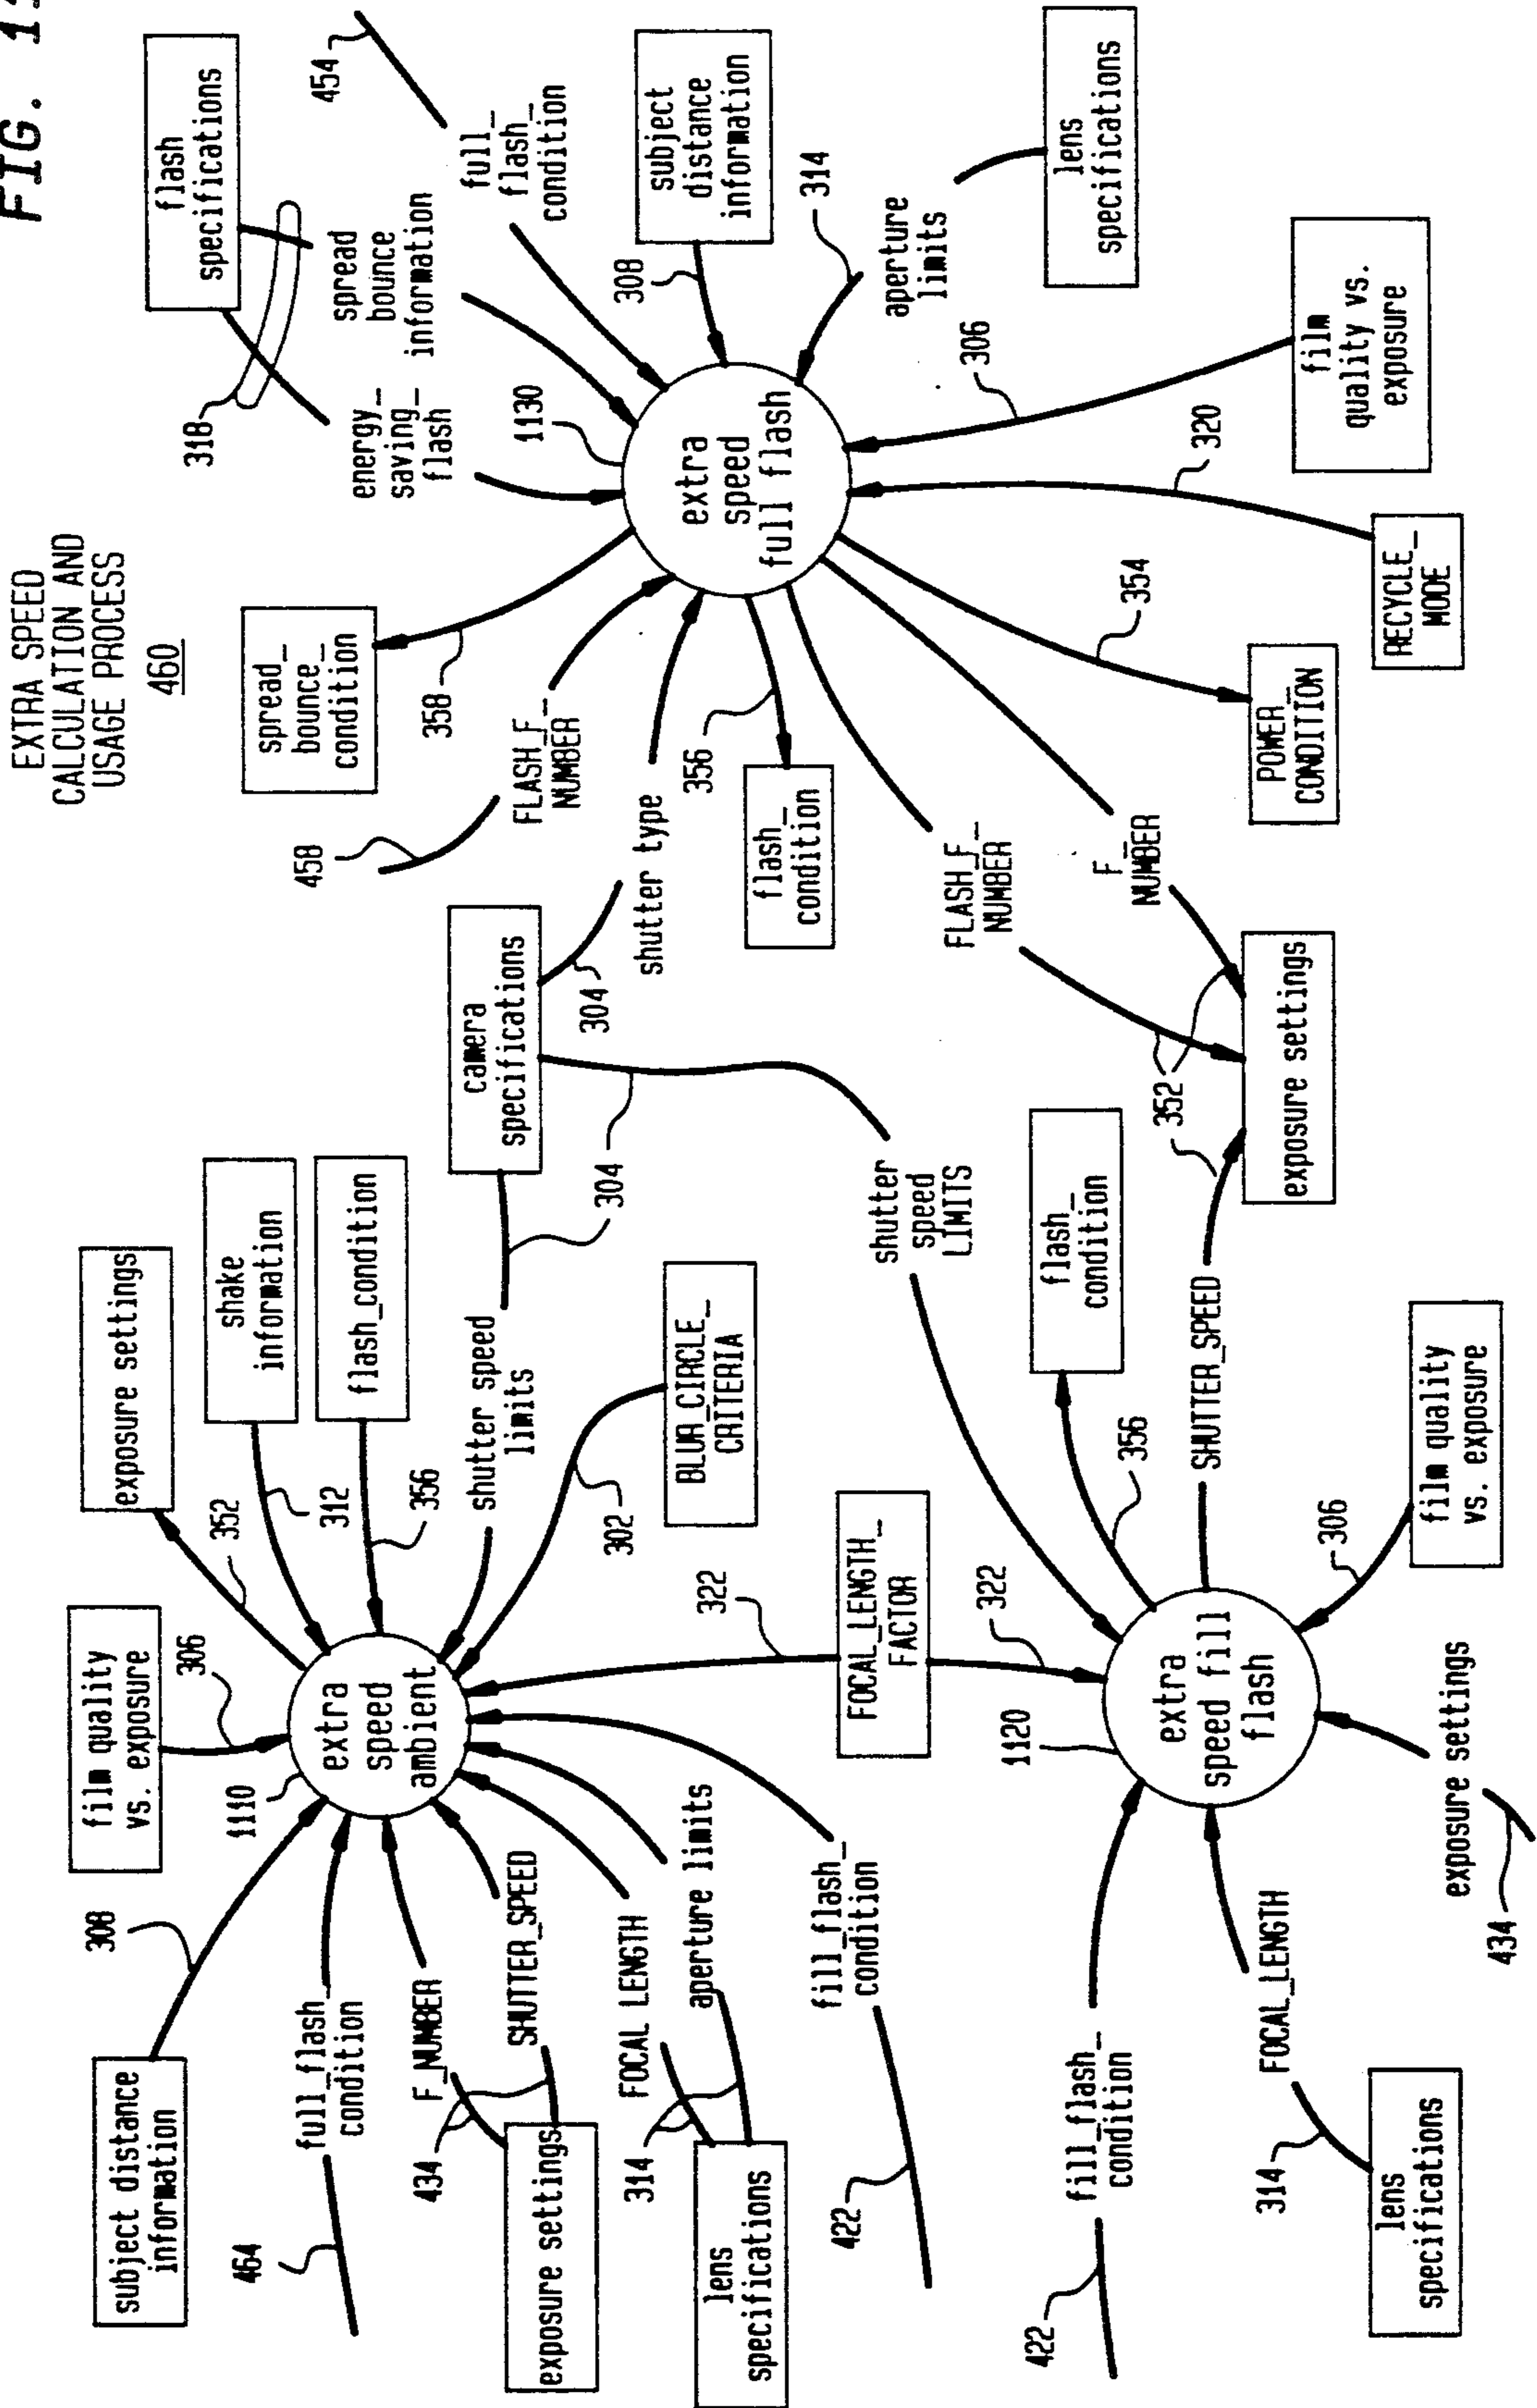 FIG. 11
EXTRA SPEED
CALCULATION AND
USAGE PROCESS
460
subject distance
information
308
film quality
vs. exposure
306
1110
exposure settings
352
shake
information
312
flash_condition
356
extra
speed
ambient
464
full_flash
condition
434
F_NUMBER
SHUTTER_SPEED
exposure settings
314
FOCAL LENGTH
aperture limits
lens
specifications
422
fill_flash_
condition
shutter speed
limits
304
camera
specifications
302
BLUR_CIRCLE_
CRITERIA
322
FOCAL_LENGTH_
FACTOR
322
304
shutter type
304
shutter
speed
LIMITS
422
fill_flash_
condition
1120
extra
speed fill
flash
314
FOCAL_LENGTH
lens
specifications
434
exposure settings
306
film quality
vs. exposure
356
flash_
condition
SHUTTER_SPEED
352
exposure settings
458
FLASH_F_
NUMBER
spread_
bounce_
condition
358
318
flash
specifications
energy_
saving_
flash
spread
bounce
information
454
full_
flash_
condition
1130
extra
speed
full flash
308
subject
distance
information
314
aperture
limits
lens
specifications
356
flash_
condition
FLASH_F_
NUMBER
F_
NUMBER
354
POWER_
CONDITION
320
RECYCLE_
MODE
306
film
quality vs.
exposure